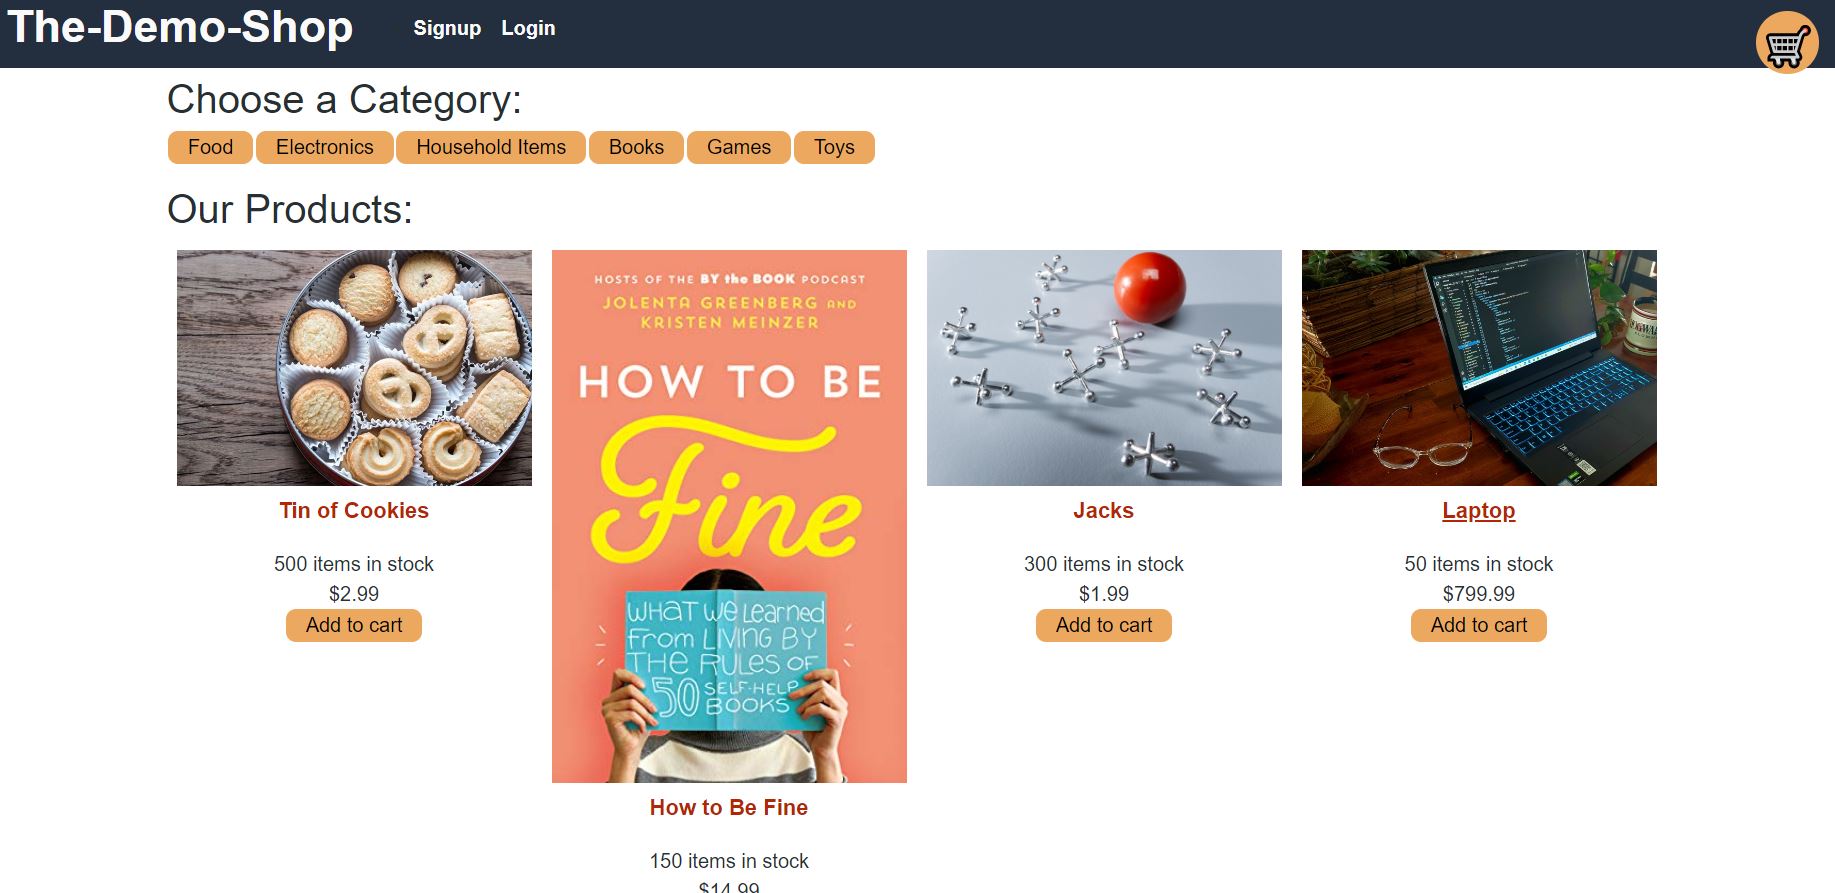 The-Demo-Shop
Signup Login
Choose a Category:
Food Electronics Household Items Books Games Toys
Our Products:
Tin of Cookies
500 items in stock
$2.99
Add to cart
HOSTS OF THE BY the BOOK PODCAST
JOLENTA GREENBERG AND
KRISTEN MEINZER
HOW TO BE
Fine
WHAT WE LEARNED
FROM LIVING BY
THE RULES OF
50 SELF-HELP
BOOKS
How to Be Fine
150 items in stock
$14.99
Jacks
300 items in stock
$1.99
Add to cart
Laptop
50 items in stock
$799.99
Add to cart